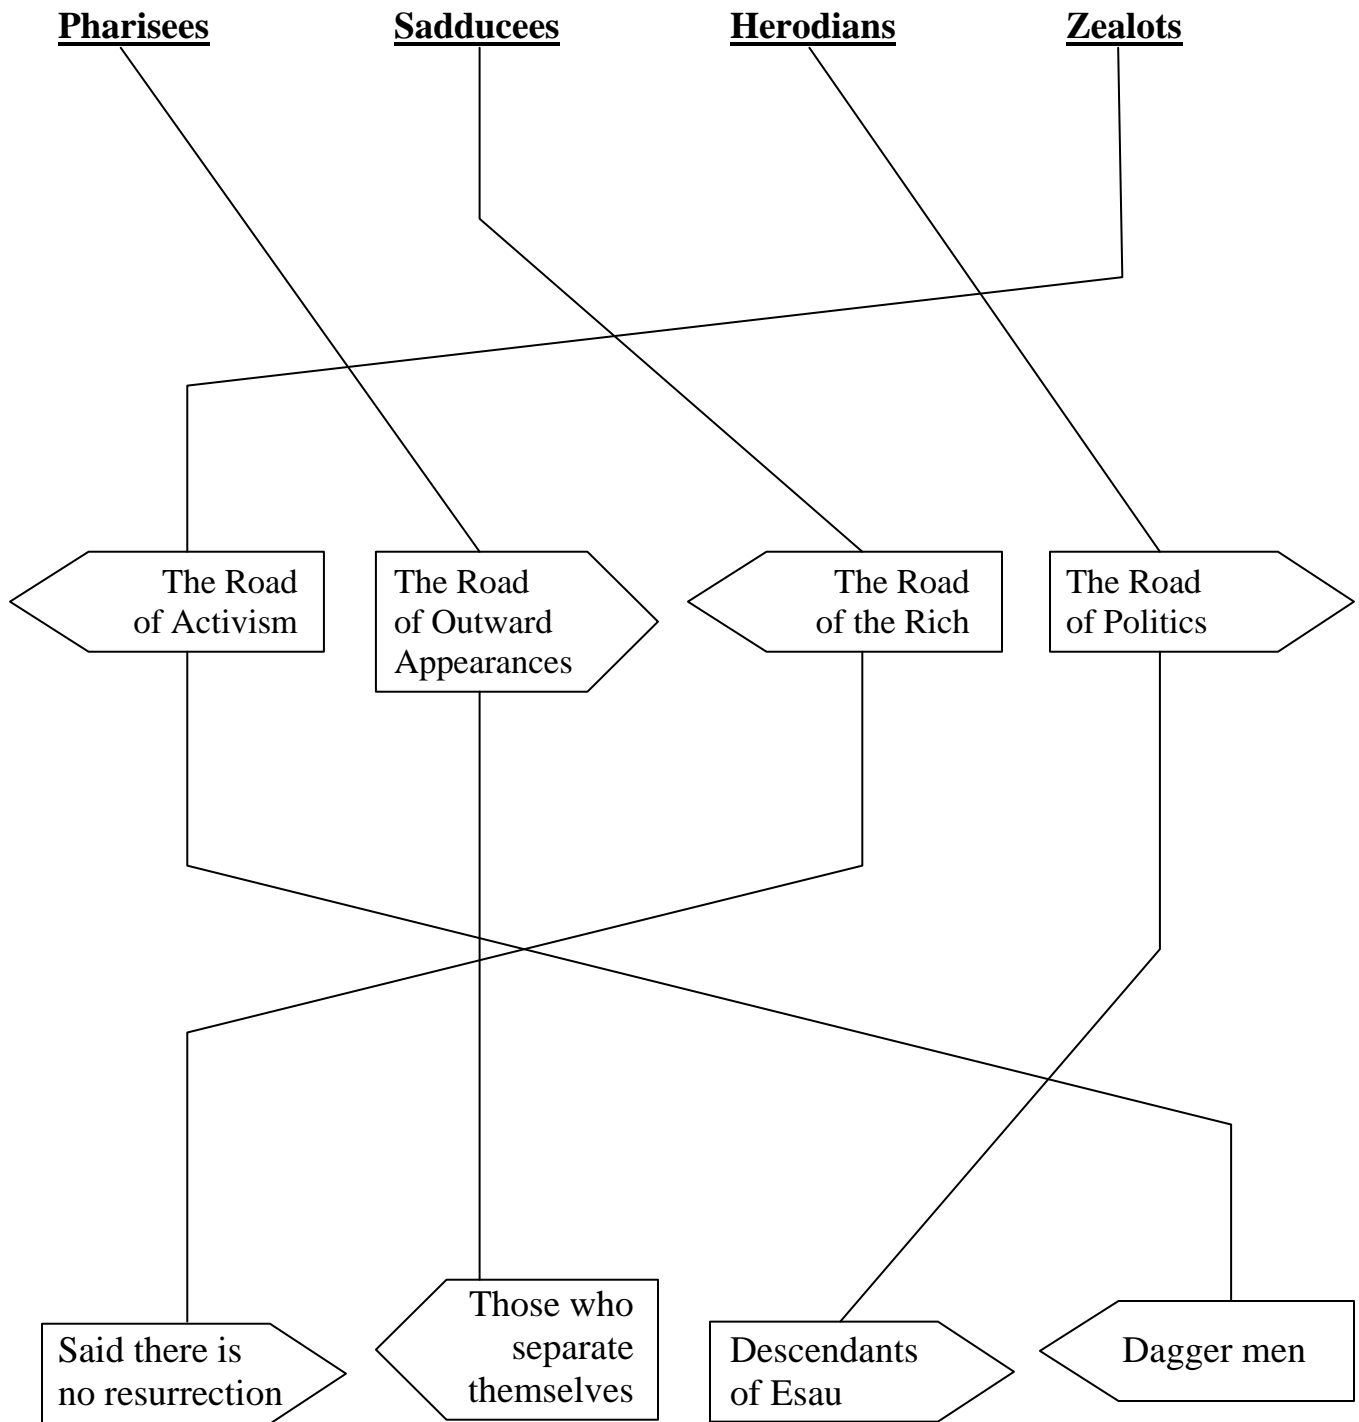 Pharisees
Sadducees
Herodians
Zealots
The Road
of Activism
The Road
of Outward
Appearances
The Road
of the Rich
The Road
of Politics
Said there is
no resurrection
Those who
separate
themselves
Descendants
of Esau
Dagger men